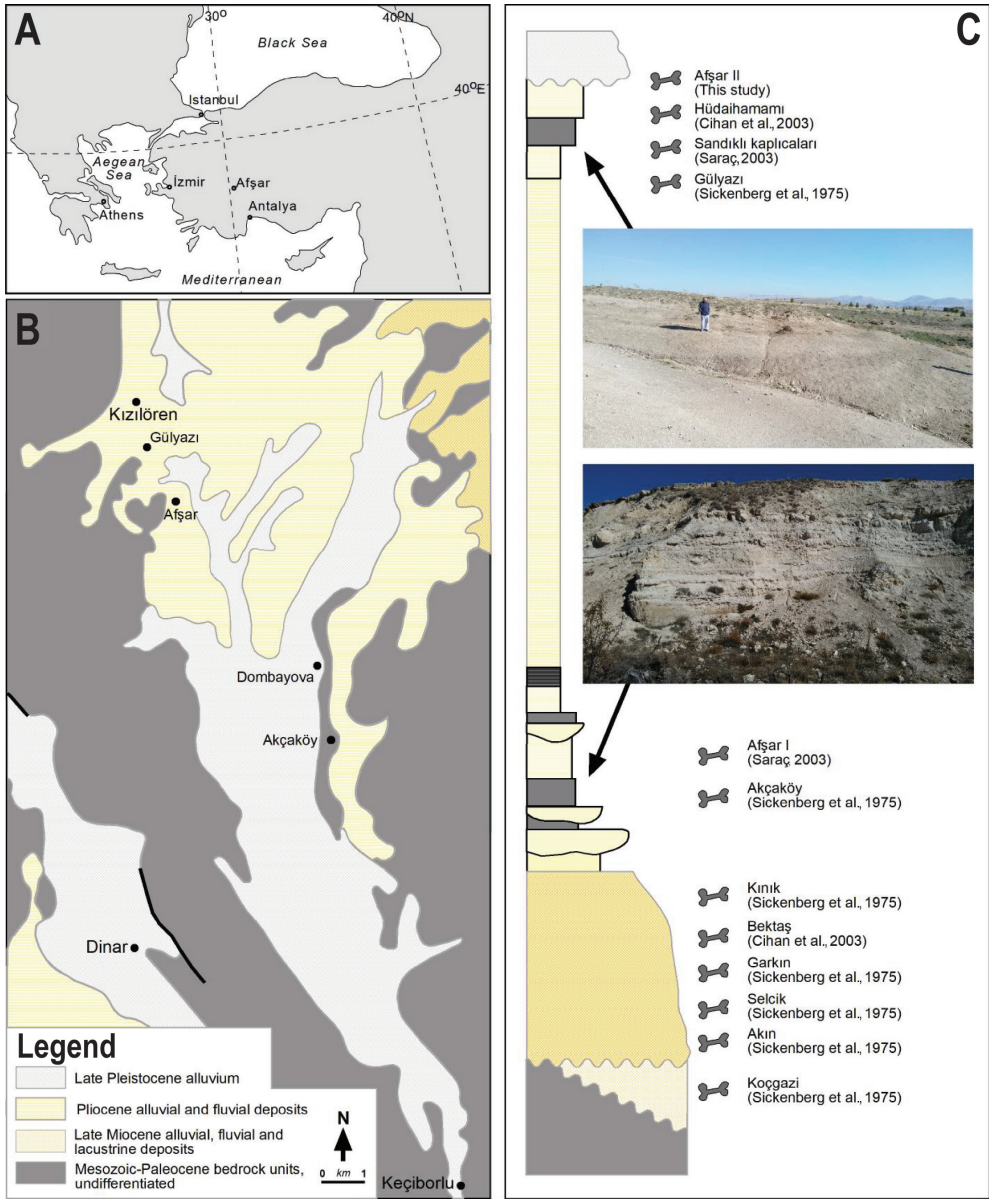 A
30o
40oN
Black Sea
40oE
Istanbul
Aegean
Sea
İzmir
Afşar
Athens
Antalya
Mediterranean
B
Kızılören
Gülyazı
Afşar
Dombayova
Akçaköy
Dinar
Legend
Late Pleistocene alluvium
Pliocene alluvial and fluvial deposits
Late Miocene alluvial, fluvial and
lacustrine deposits
Mesozoic-Paleocene bedrock units,
undifferentiated
N
0 km 1
Keçiborlu
C
Afşar II
(This study)
Hüdaihamamı
(Cihan et al., 2003)
Sandıklı kaplıcaları
(Saraç, 2003)
Gülyazı
(Sickenberg et al., 1975)
Afşar I
(Saraç, 2003)
Akçaköy
(Sickenberg et al., 1975)
Kınık
(Sickenberg et al., 1975)
Bektaş
(Cihan et al., 2003)
Garkın
(Sickenberg et al., 1975)
Selcik
(Sickenberg et al., 1975)
Akın
(Sickenberg et al., 1975)
Koçgazi
(Sickenberg et al., 1975)